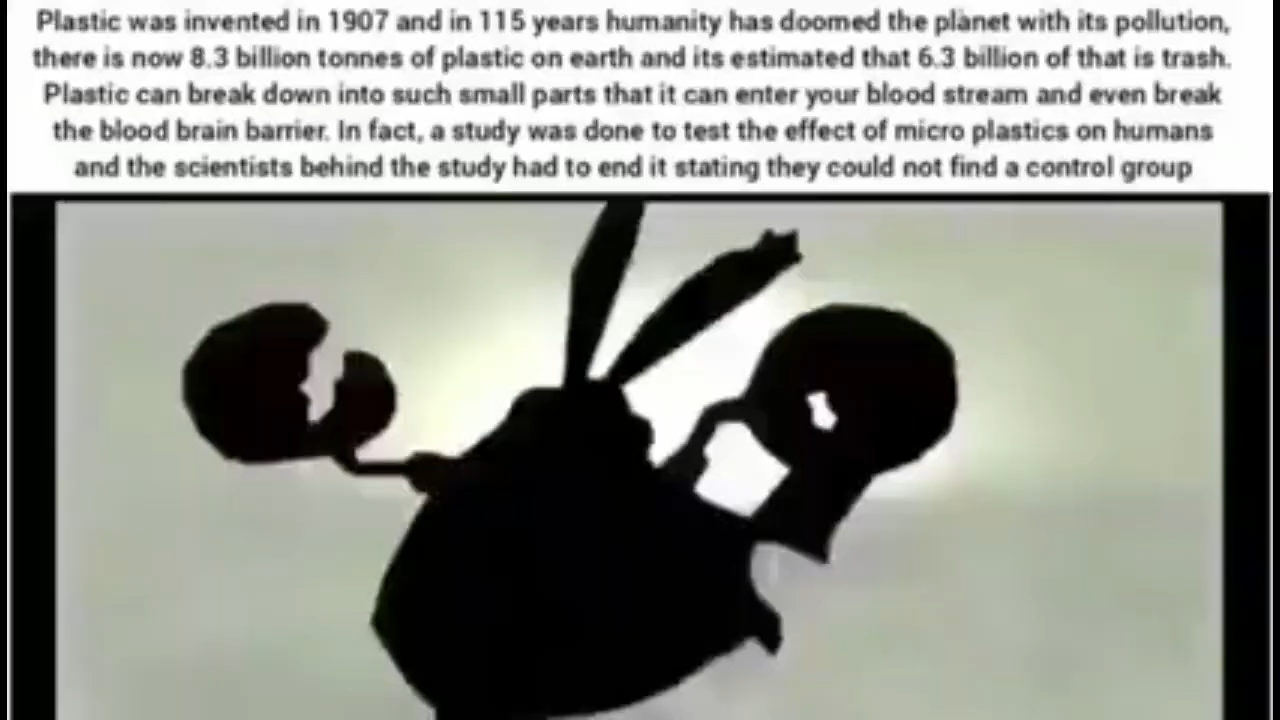 Plastic was invented in 1907 and in 115 years humanity has doomed the planet with its pollution,
there is now 8.3 billion tonnes of plastic on earth and its estimated that 6.3 billion of that is trash.
Plastic can break down into such small parts that it can enter your blood stream and even break
the blood brain barrier. In fact, a study was done to test the effect of micro plastics on humans
and the scientists behind the study had to end it stating they could not find a control group